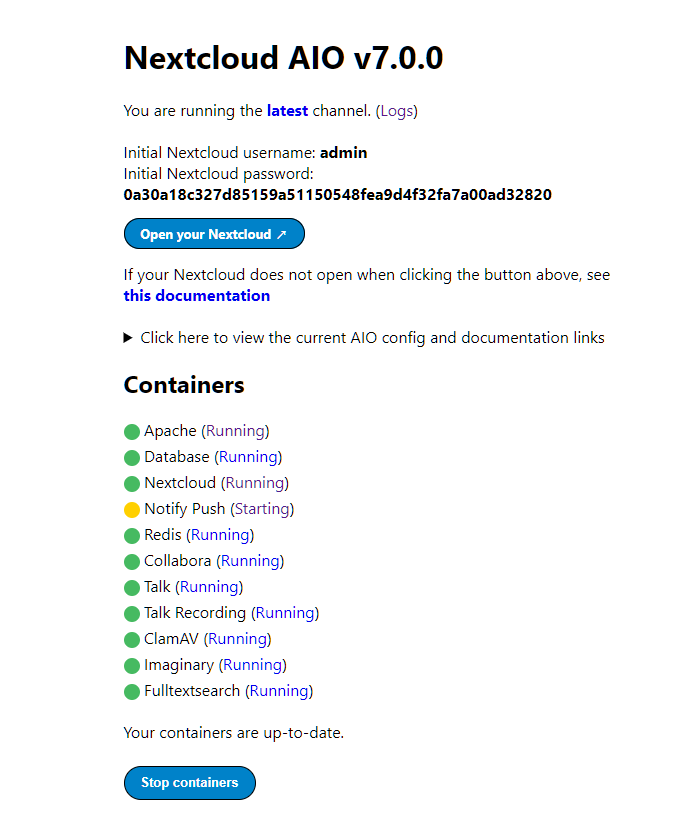 Nextcloud AIO v7.0.0
You are running the latest channel. (Logs)
Initial Nextcloud username: admin
Initial Nextcloud password:
0a30a18c327d85159a51150548fea9d4f32fa7a00ad32820
Open your Nextcloud ↗
If your Nextcloud does not open when clicking the button above, see
this documentation
▶ Click here to view the current AIO config and documentation links
Containers
Apache (Running)
Database (Running)
Nextcloud (Running)
Notify Push (Starting)
Redis (Running)
Collabora (Running)
Talk (Running)
Talk Recording (Running)
ClamAV (Running)
Imaginary (Running)
Fulltextsearch (Running)
Your containers are up-to-date.
Stop containers